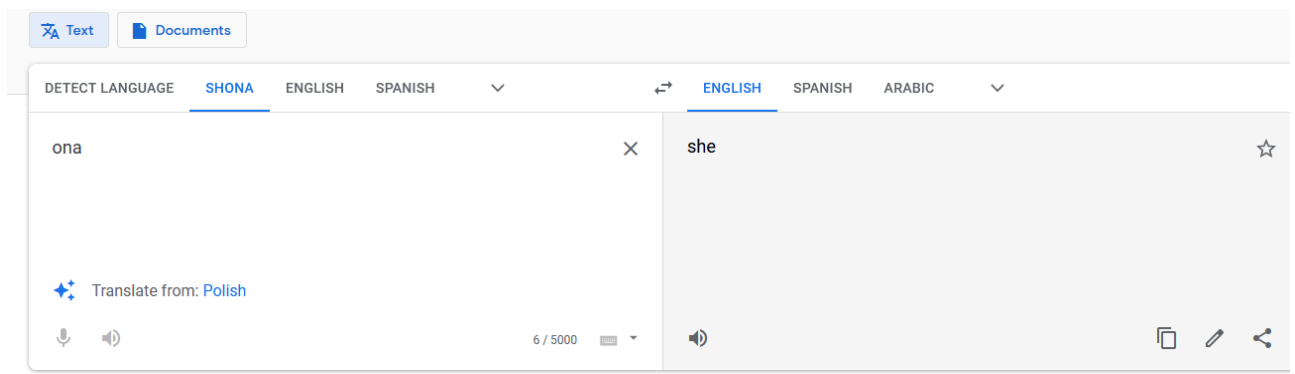 Text Documents
DETECT LANGUAGE SHONA ENGLISH SPANISH ENGLISH SPANISH ARABIC
ona she
Translate from: Polish
6 / 5000